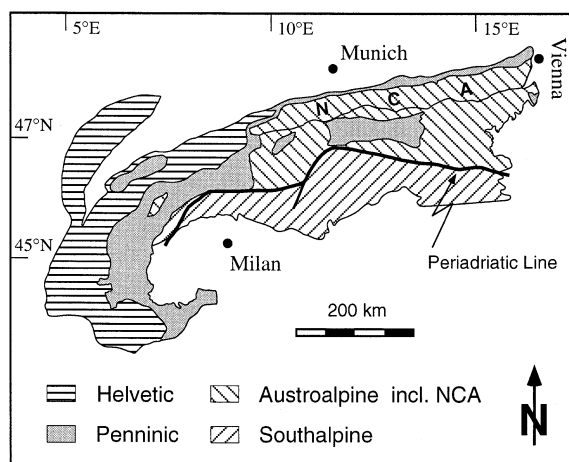 5°E 10°E 15°E
Munich
Vienna
N C A
47°N
45°N
Milan
Periadriatic Line
200 km
Helvetic
Austroalpine incl. NCA
Penninic
Southalpine
N